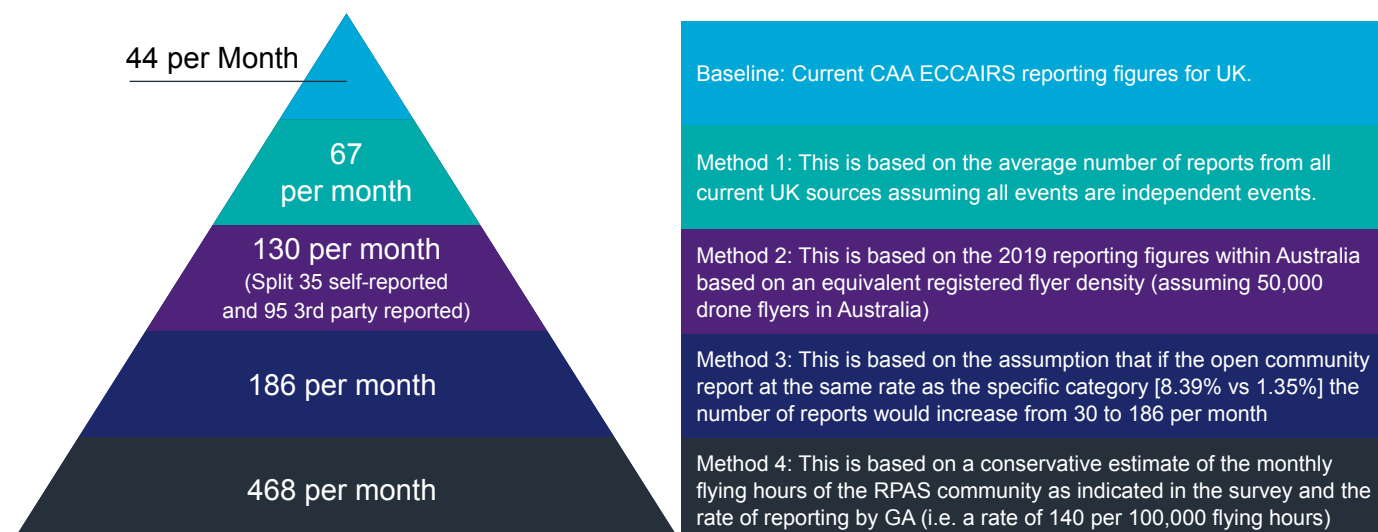 44 per Month
Baseline: Current CAA ECCAIRS reporting figures for UK.
67
per month
Method 1: This is based on the average number of reports from all
current UK sources assuming all events are independent events.
130 per month
(Split 35 self-reported
and 95 3rd party reported)
Method 2: This is based on the 2019 reporting figures within Australia
based on an equivalent registered flyer density (assuming 50,000
drone flyers in Australia)
186 per month
Method 3: This is based on the assumption that if the open community
report at the same rate as the specific category [8.39% vs 1.35%] the
number of reports would increase from 30 to 186 per month
468 per month
Method 4: This is based on a conservative estimate of the monthly
flying hours of the RPAS community as indicated in the survey and the
rate of reporting by GA (i.e. a rate of 140 per 100,000 flying hours)